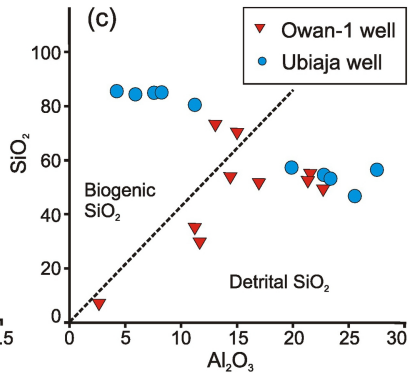 (c)
Owan-1 well
Ubiaja well
100
80
60
40
20
0
SiO₂
Biogenic
SiO₂
Detrital SiO₂
.5
0 5 10 15 20 25 30
Al₂O₃